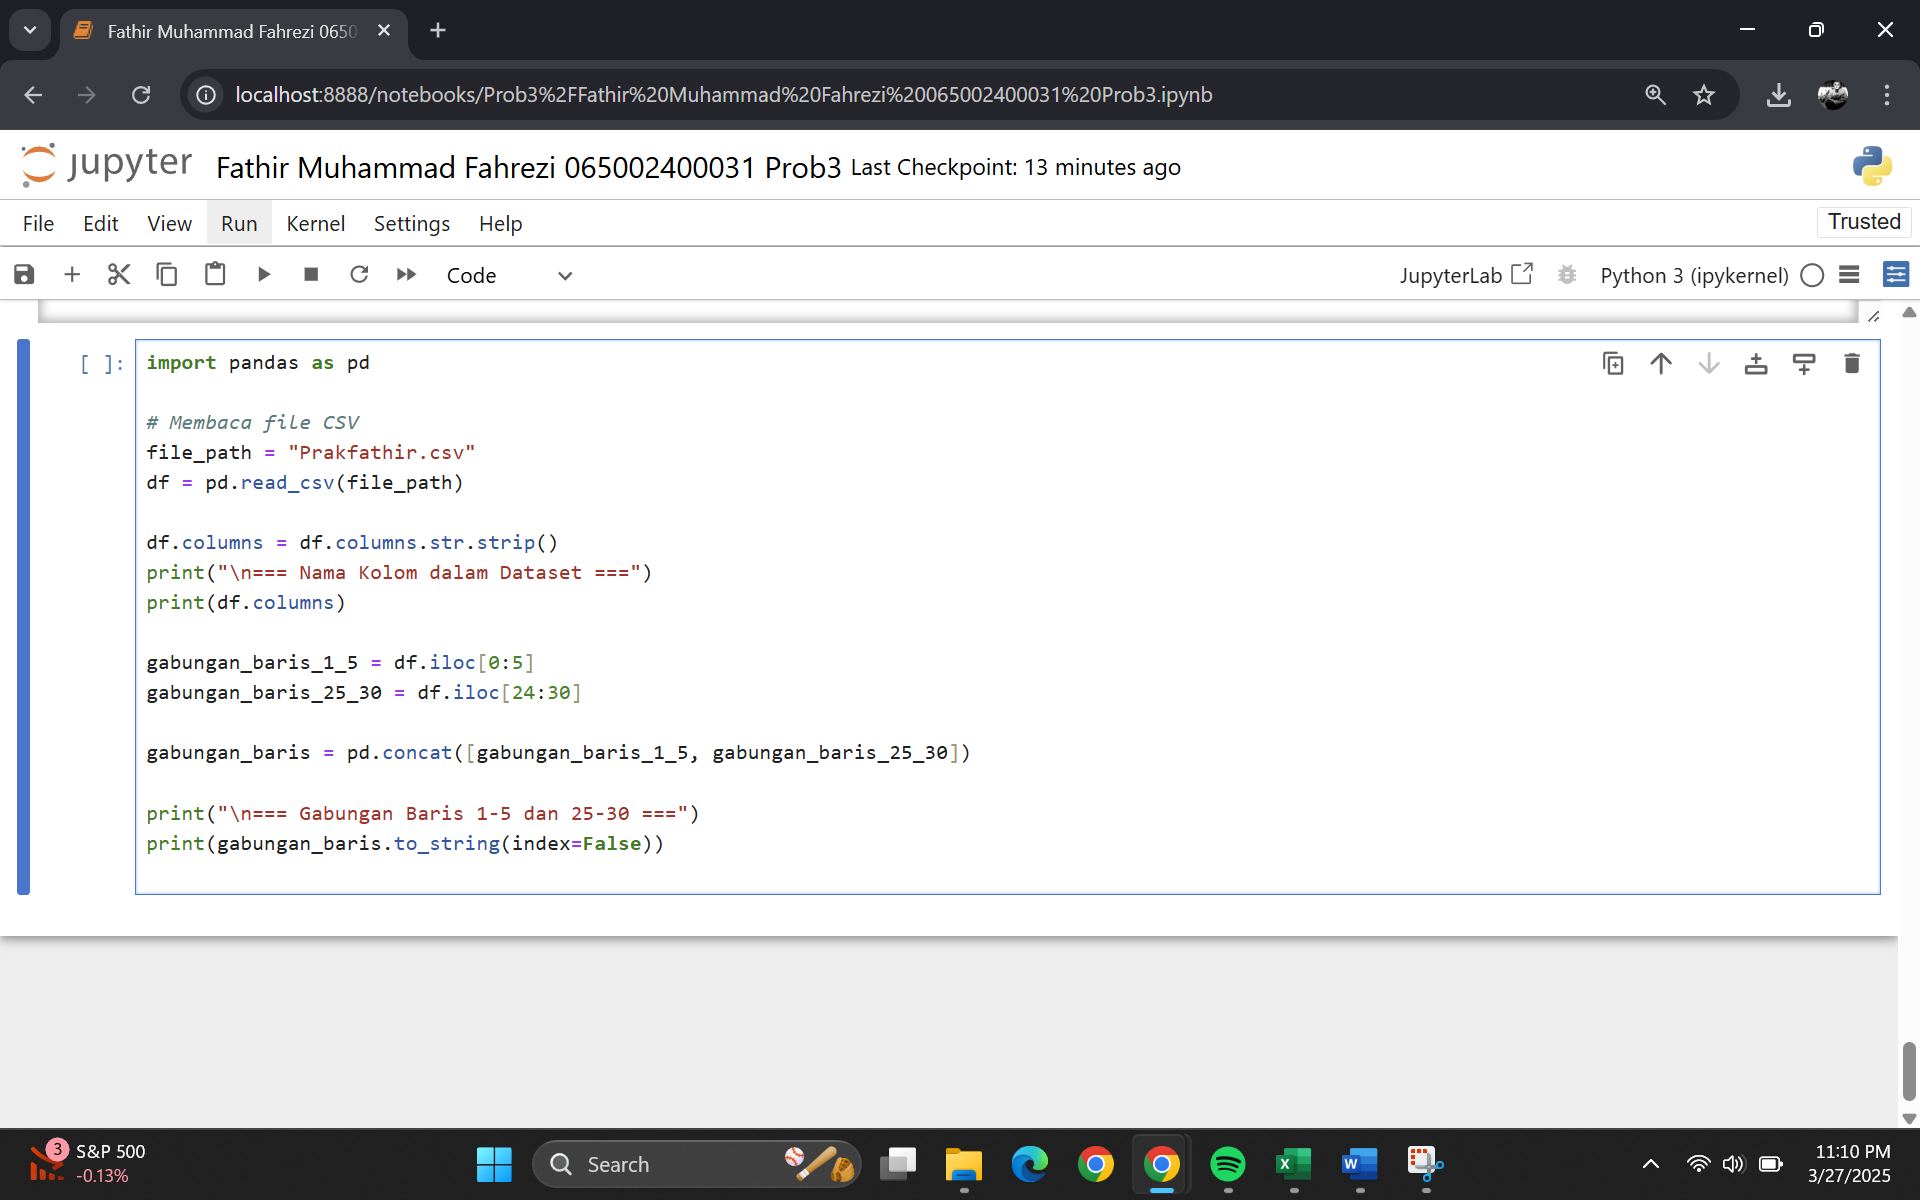 Fathir Muhammad Fahrezi 0650
localhost:8888/notebooks/Prob3%2FFathir%20Muhammad%20Fahrezi%20065002400031%20Prob3.ipynb
jupyter Fathir Muhammad Fahrezi 065002400031 Prob3 Last Checkpoint: 13 minutes ago
File Edit View Run Kernel Settings Help Trusted
Code JupyterLab Python 3 (ipykernel)
[ ]: import pandas as pd
# Membaca file CSV
file_path = "Prakfathir.csv"
df = pd.read_csv(file_path)
df.columns = df.columns.str.strip()
print("\n=== Nama Kolom dalam Dataset ===")
print(df.columns)
gabungan_baris_1_5 = df.iloc[0:5]
gabungan_baris_25_30 = df.iloc[24:30]
gabungan_baris = pd.concat([gabungan_baris_1_5, gabungan_baris_25_30])
print("\n=== Gabungan Baris 1-5 dan 25-30 ===")
print(gabungan_baris.to_string(index=False))
3 S&P 500
-0.13%
Search
11:10 PM
3/27/2025